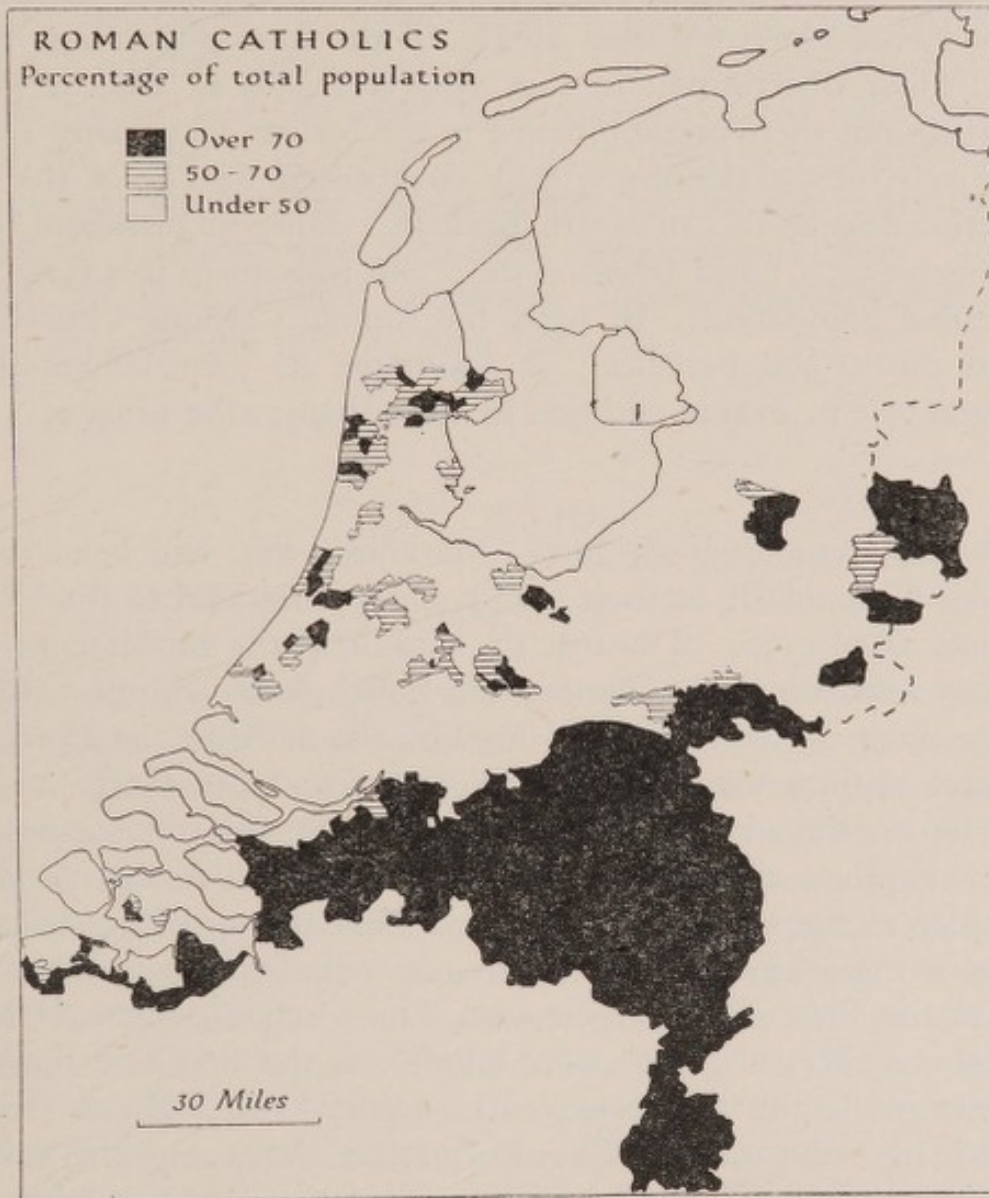 ROMAN CATHOLICS
Percentage of total population
Over 70
50-70
Under 50
30 Miles